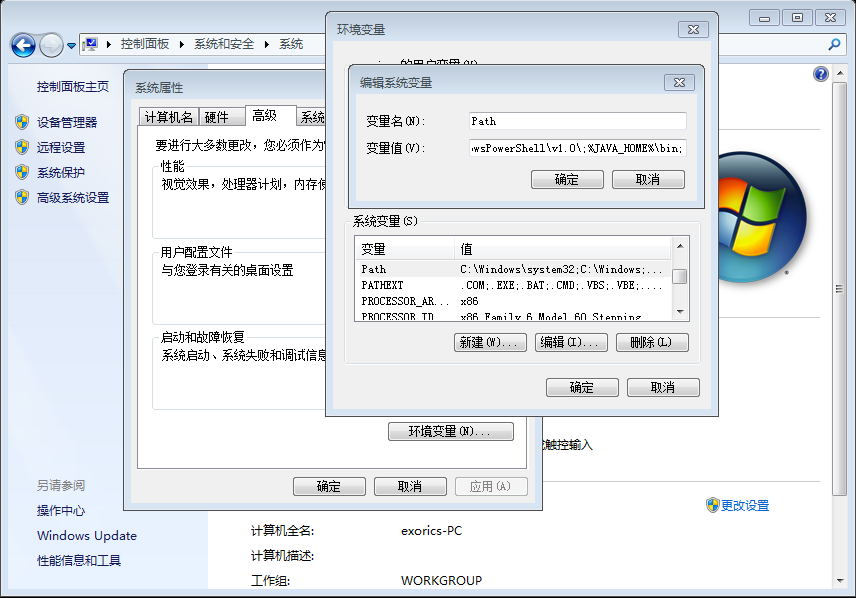 控制面板 ▸ 系统和安全 ▸ 系统
控制面板主页
设备管理器
远程设置
系统保护
高级系统设置
另请参阅
操作中心
Windows Update
性能信息和工具
系统属性
计算机名 硬件 高级 系统
要进行大多数更改，您必须作为
性能
视觉效果，处理器计划，内存使
用户配置文件
与您登录有关的桌面设置
启动和故障恢复
系统启动、系统失败和调试信息
环境变量(N)...
确定 取消 应用(A)
环境变量
的用户变量(U)
编辑系统变量
变量名(N): Path
变量值(V): wsPowerShell\v1.0\;%JAVA_HOME%\bin;
确定 取消
系统变量(S)
变量 值
Path C:\Windows\system32;C:\Windows;...
PATHEXT .COM;.EXE;.BAT;.CMD;.VBS;.VBE;....
PROCESSOR_AR... x86
PROCESSOR_ID x86 Family 6 Model 60 Stepping
新建(W)... 编辑(I)... 删除(L)
确定 取消
触控输入
更改设置
计算机全名: exorics-PC
计算机描述:
工作组: WORKGROUP